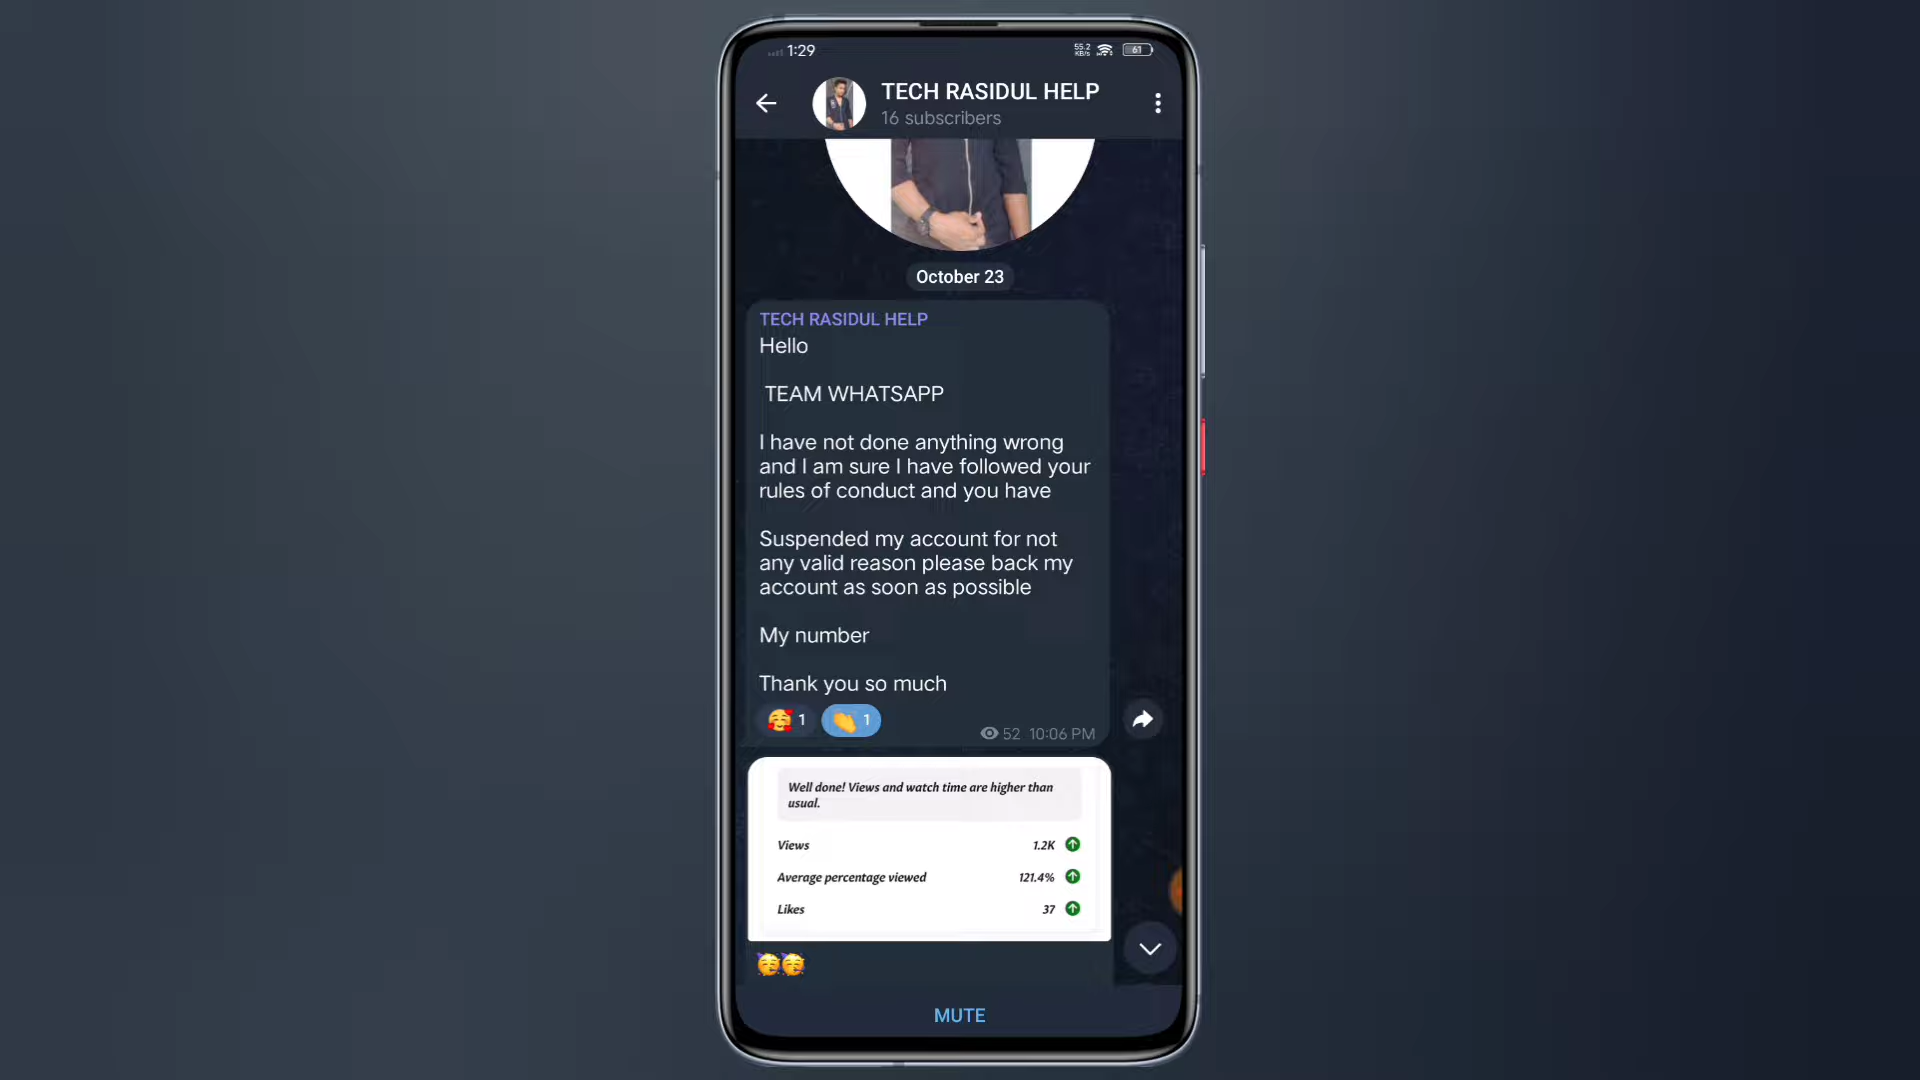 1:29
55.2
KB/s
61
TECH RASIDUL HELP
16 subscribers
October 23
TECH RASIDUL HELP
Hello
TEAM WHATSAPP
I have not done anything wrong
and I am sure I have followed your
rules of conduct and you have
Suspended my account for not
any valid reason please back my
account as soon as possible
My number
Thank you so much
🥰 1 👏 1
52 10:06 PM
Well done! Views and watch time are higher than
usual.
Views 1.2K
Average percentage viewed 121.4%
Likes 37
🥳🥳
MUTE